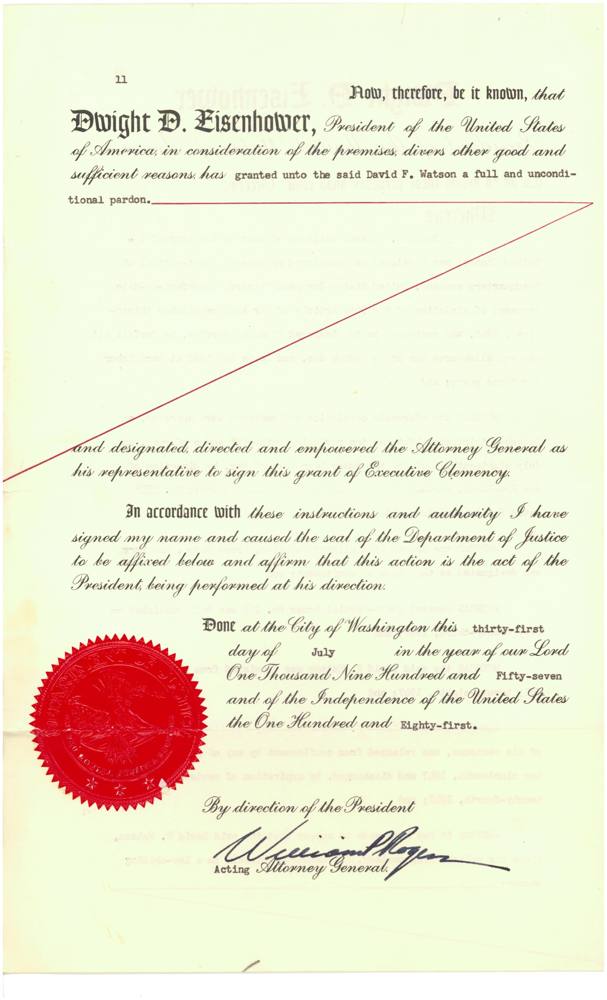 11
Now, therefore, be it known, that
Dwight D. Eisenhower, President of the United States
of America, in consideration of the premises, divers other good and
sufficient reasons, has granted unto the said David F. Watson a full and uncondi-
tional pardon.
and designated, directed and empowered the Attorney General as
his representative to sign this grant of Executive Clemency.
In accordance with these instructions and authority I have
signed my name and caused the seal of the Department of Justice
to be affixed below and affirm that this action is the act of the
President, being performed at his direction.
Done at the City of Washington this thirty-first
day of July in the year of our Lord
One Thousand Nine Hundred and Fifty-seven
and of the Independence of the United States
the One Hundred and Eighty-first.
DEPARTMENT OF JUSTICE
By direction of the President
William P Rogers
Acting Attorney General.